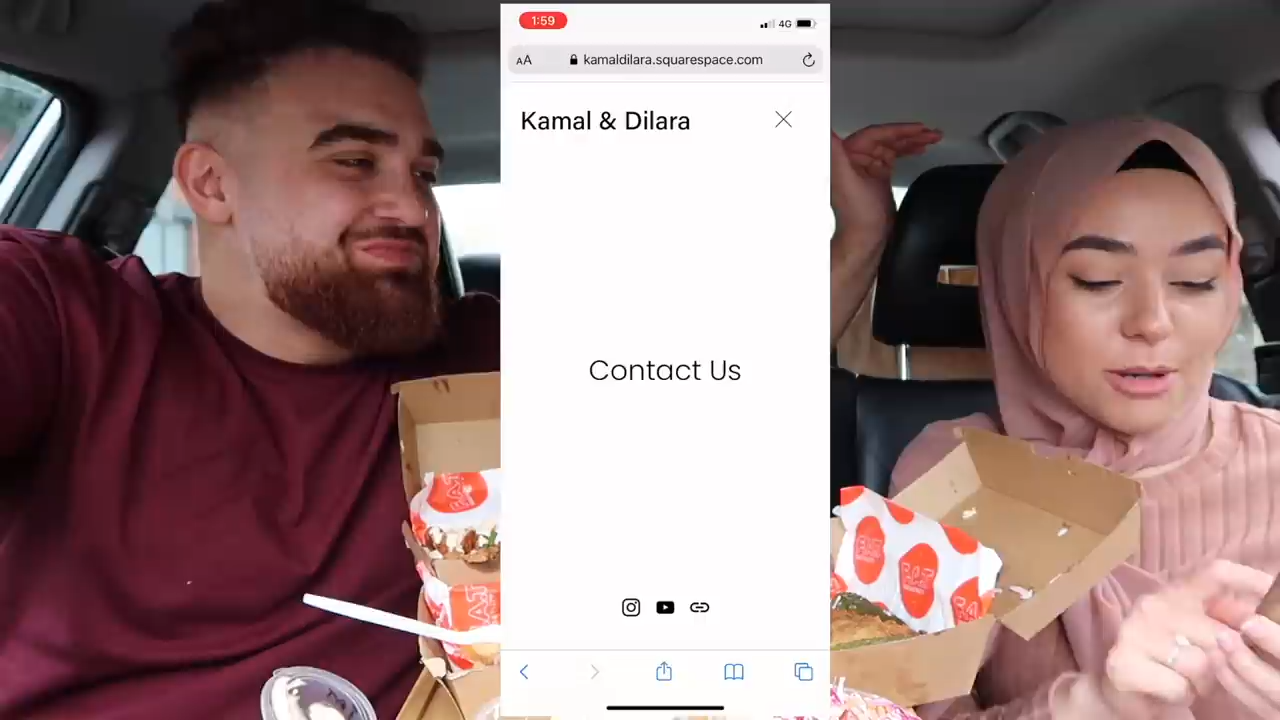 1:59
4G
AA
kamaldilara.squarespace.com
Kamal & Dilara
Contact Us